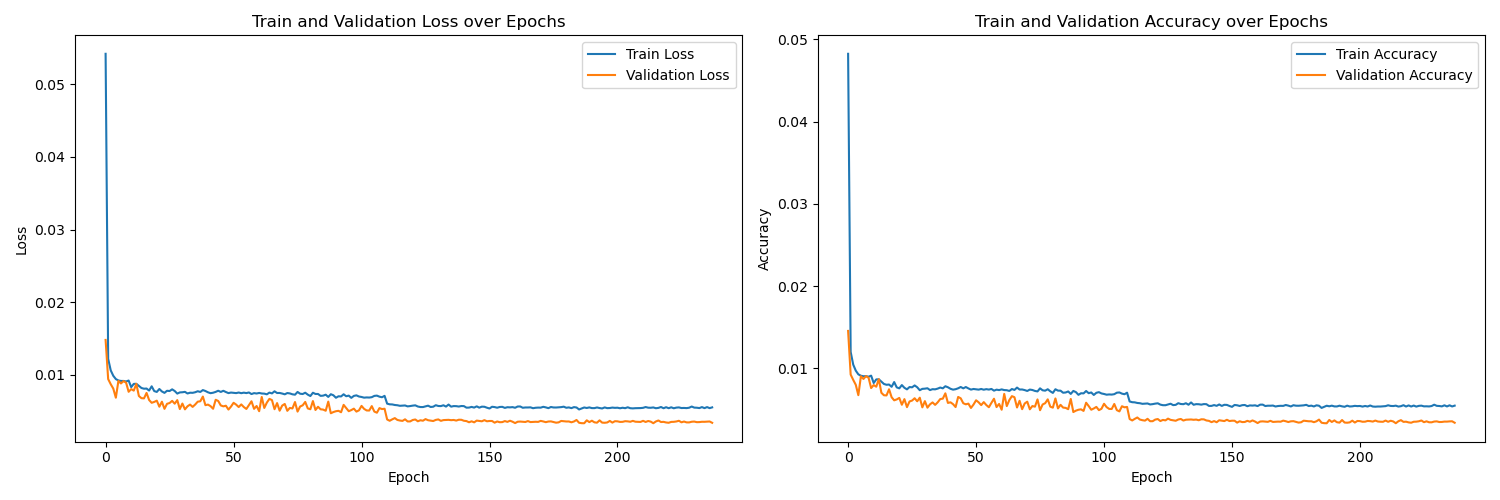 Train and Validation Loss over Epochs
Train Loss
Validation Loss
0.05
0.04
0.03
0.02
0.01
Loss
0
50
100
150
200
Epoch
Train and Validation Accuracy over Epochs
Train Accuracy
Validation Accuracy
0.05
0.04
0.03
0.02
0.01
Accuracy
0
50
100
150
200
Epoch